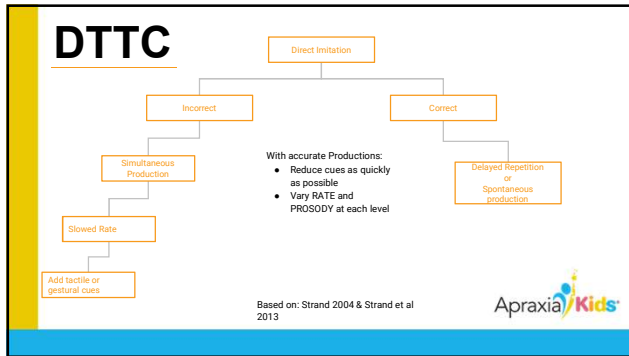 DTTC
Direct Imitation
Incorrect
Correct
Simultaneous
Production
With accurate Productions:
● Reduce cues as quickly
as possible
● Vary RATE and
PROSODY at each level
Delayed Repetition
or
Spontaneous
production
Slowed Rate
Add tactile or
gestural cues
Based on: Strand 2004 & Strand et al
2013
Apraxia Kids